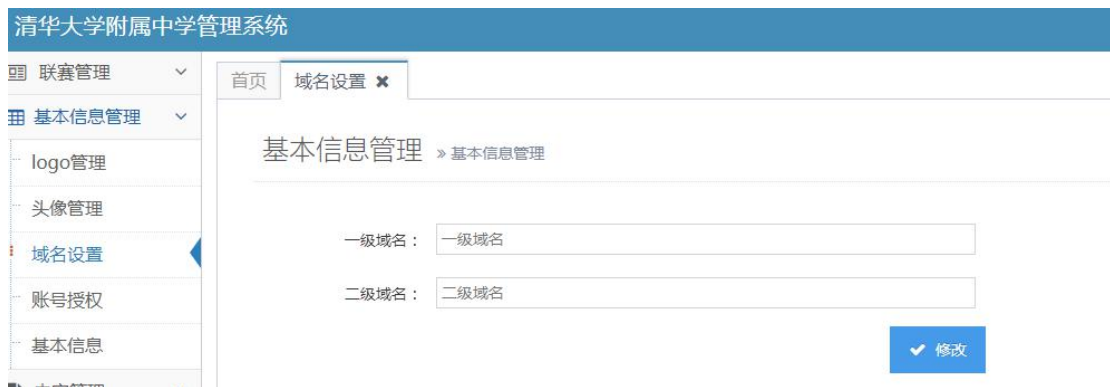 清华大学附属中学管理系统
联赛管理
基本信息管理
logo管理
头像管理
域名设置
账号授权
基本信息
首页 域名设置
基本信息管理 » 基本信息管理
一级域名： 一级域名
二级域名： 二级域名
修改